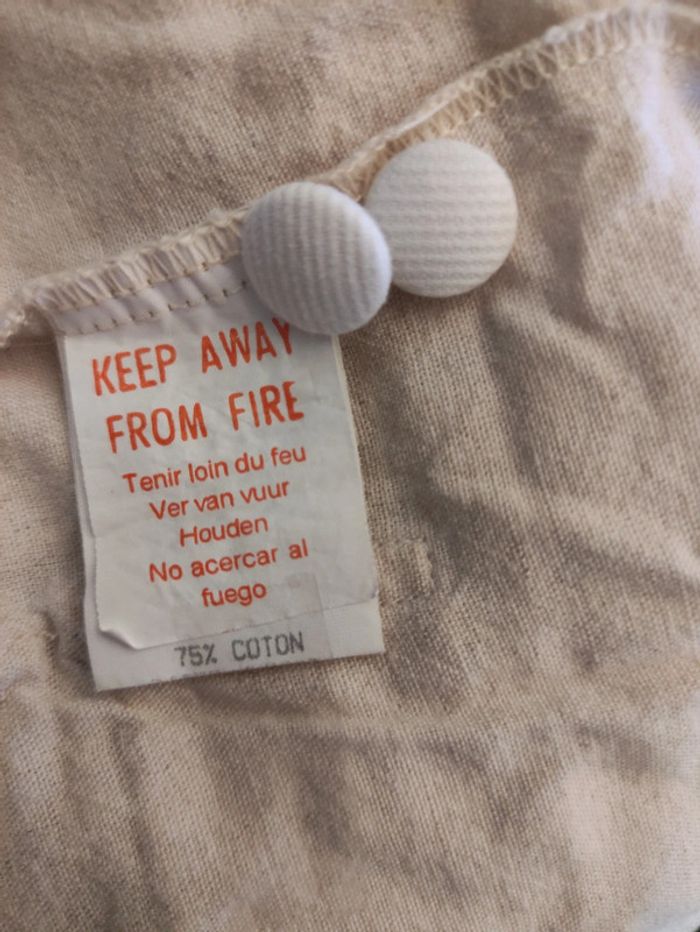 KEEP AWAY
FROM FIRE
Tenir loin du feu
Ver van vuur
Houden
No acercar al
fuego
75% COTON